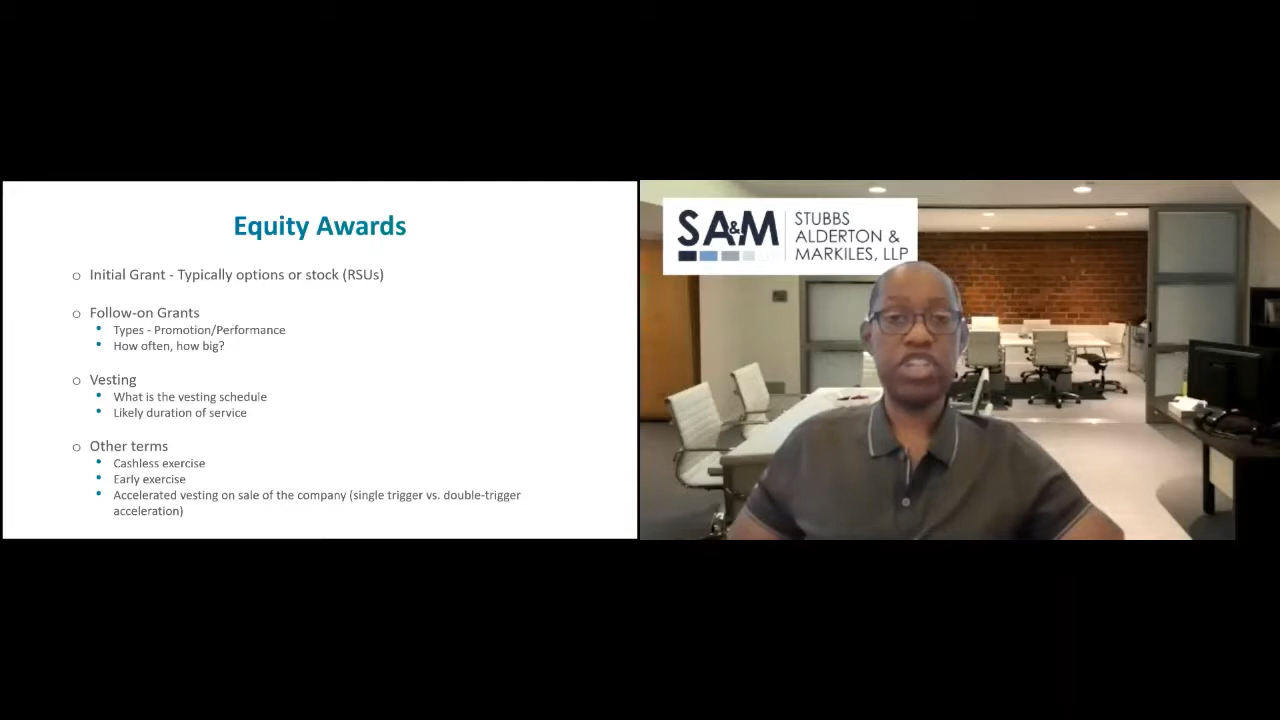 Equity Awards
o Initial Grant - Typically options or stock (RSUs)
o Follow-on Grants
• Types - Promotion/Performance
• How often, how big?
o Vesting
• What is the vesting schedule
• Likely duration of service
o Other terms
• Cashless exercise
• Early exercise
• Accelerated vesting on sale of the company (single trigger vs. double-trigger
acceleration)
SA&M
STUBBS
ALDERTON &
MARKILES, LLP